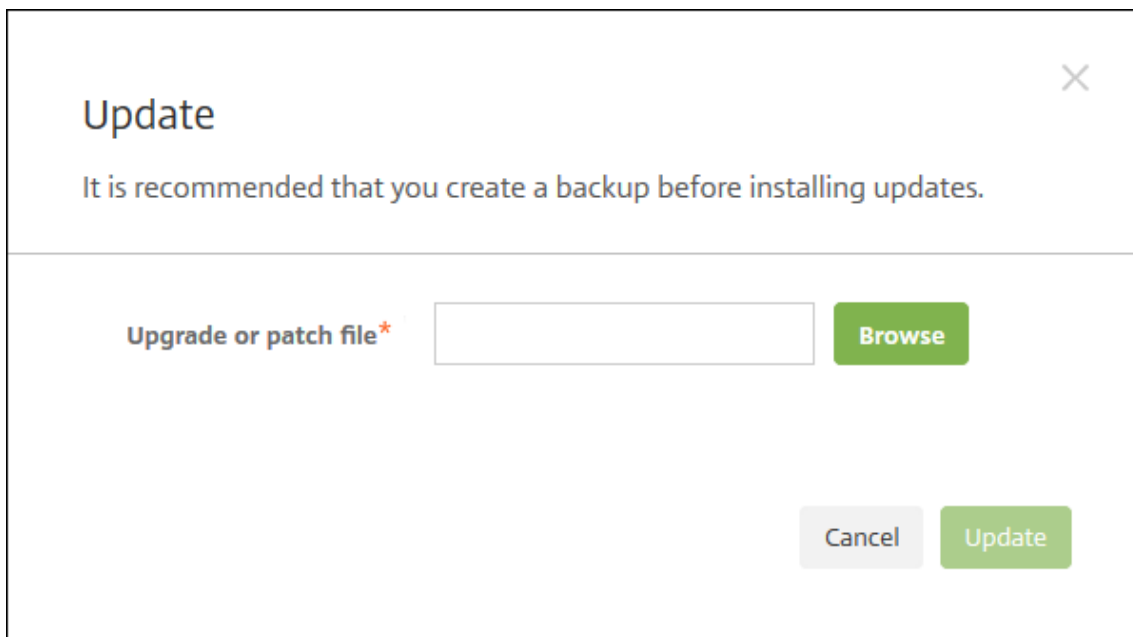 Update
It is recommended that you create a backup before installing updates.
Upgrade or patch file* Browse
Cancel Update